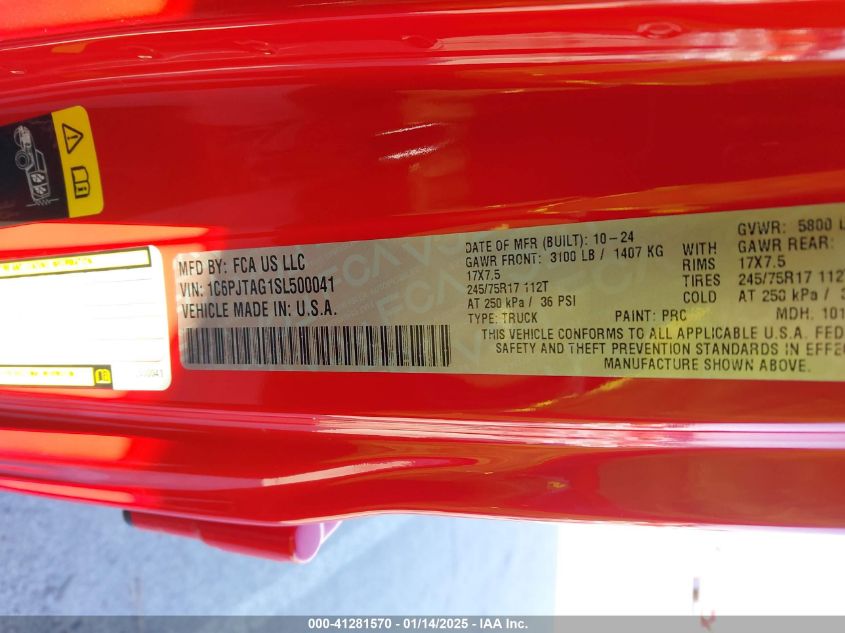 MFD BY: FCA US LLC
VIN: 1C6PJTAG1SL500041
VEHICLE MADE IN: U.S.A.
DATE OF MFR (BUILT): 10-24
GAWR FRONT: 3100 LB / 1407 KG
17X7.5
245/75R17 112T
AT 250 kPa / 36 PSI
TYPE: TRUCK
PAINT: PRC
WITH
RIMS
TIRES
COLD
GVWR: 5800 L
GAWR REAR:
17X7.5
245/75R17 112
AT 250 kPa /
MDH: 101
THIS VEHICLE CONFORMS TO ALL APPLICABLE U.S.A. FED
SAFETY AND THEFT PREVENTION STANDARDS IN EFFE
MANUFACTURE SHOWN ABOVE.
000-41281570 - 01/14/2025 - IAA Inc.